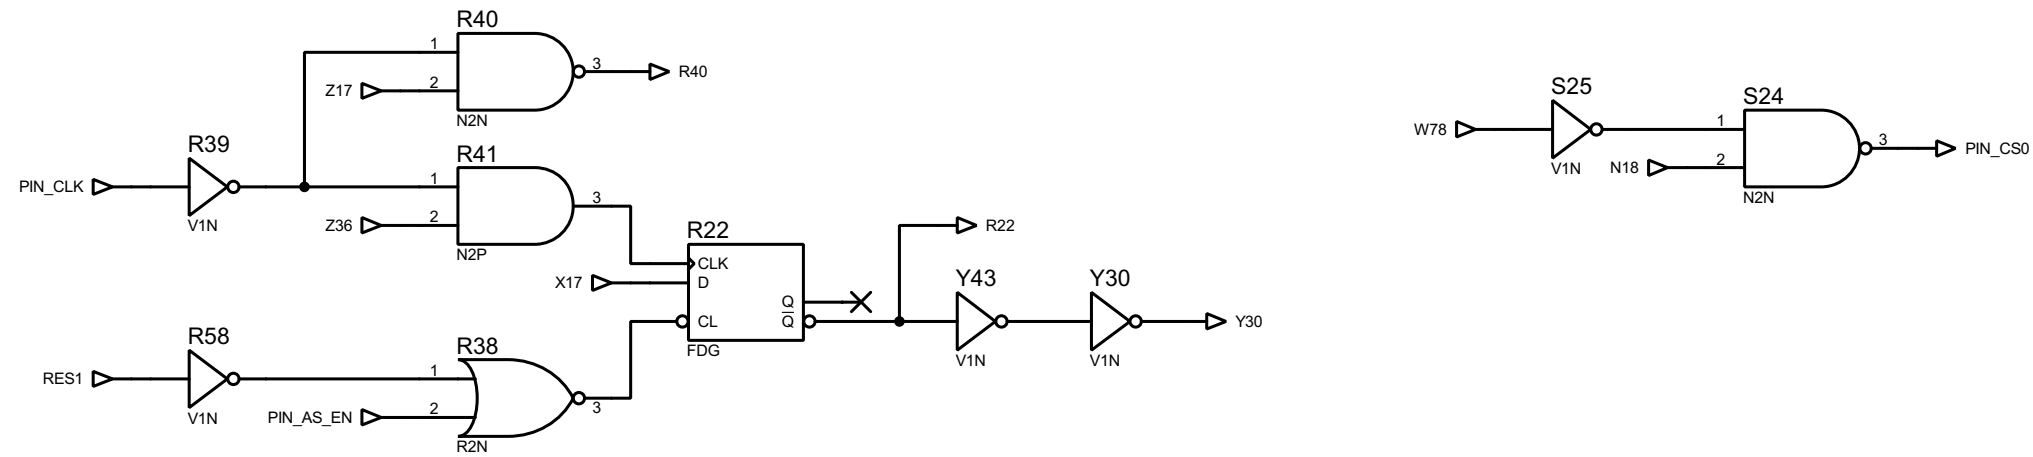 R40
1
3
R40
Z17
2
N2N
S25
S24
W78
1
3
PIN_CS0
V1N
N18
2
N2N
R39
R41
PIN_CLK
1
3
V1N
Z36
2
N2P
R22
R22
CLK
X17
D
Y43
Y30
Q
CL
Q
Y30
FDG
V1N
V1N
R58
R38
RES1
1
V1N
PIN_AS_EN
2
3
R2N